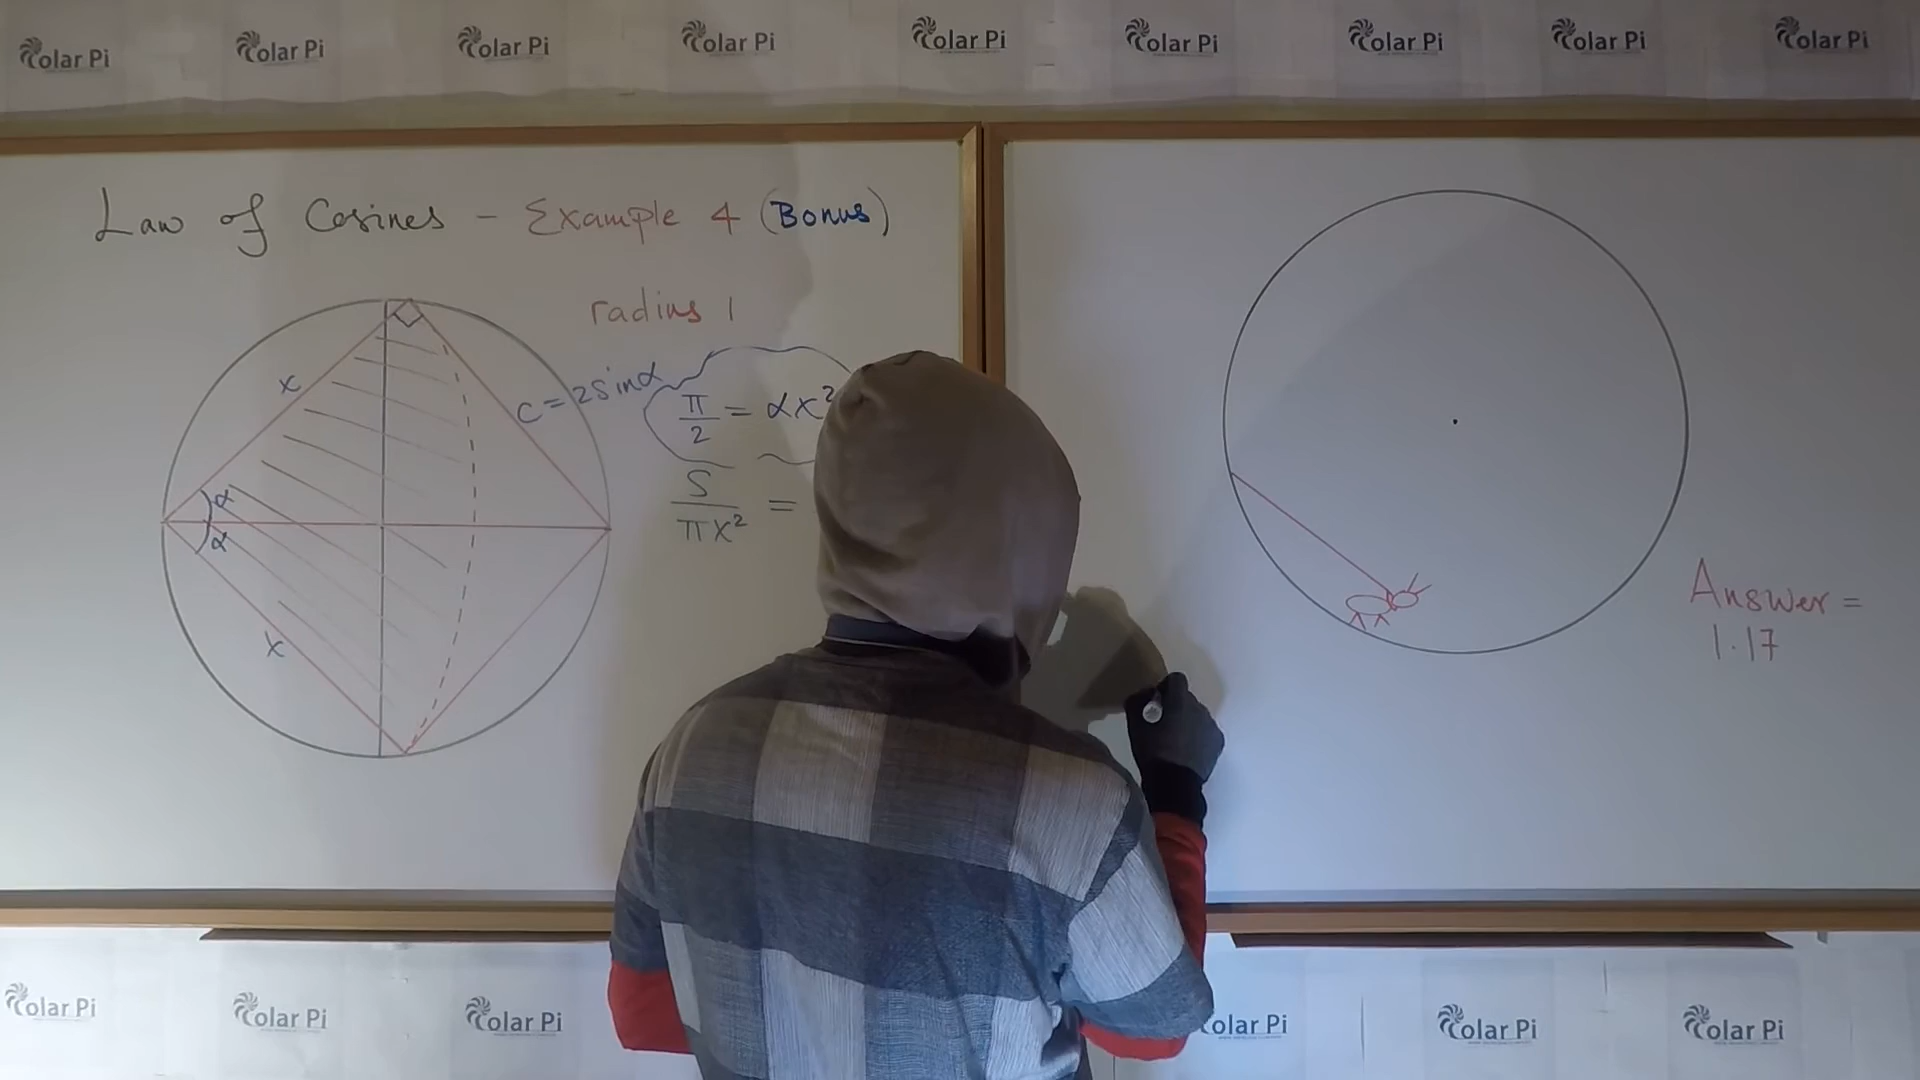 Colar Pi Colar Pi Colar Pi Colar Pi Colar Pi Colar Pi Colar Pi Colar Pi Colar Pi
Law of Cosines - Example 4 (Bonus)
radius 1
x
C = 2 sin α
π/2 = αx²
S/πx² =
α
α
x
Answer =
1.17
Colar Pi Colar Pi Colar Pi Colar Pi Colar Pi Colar Pi